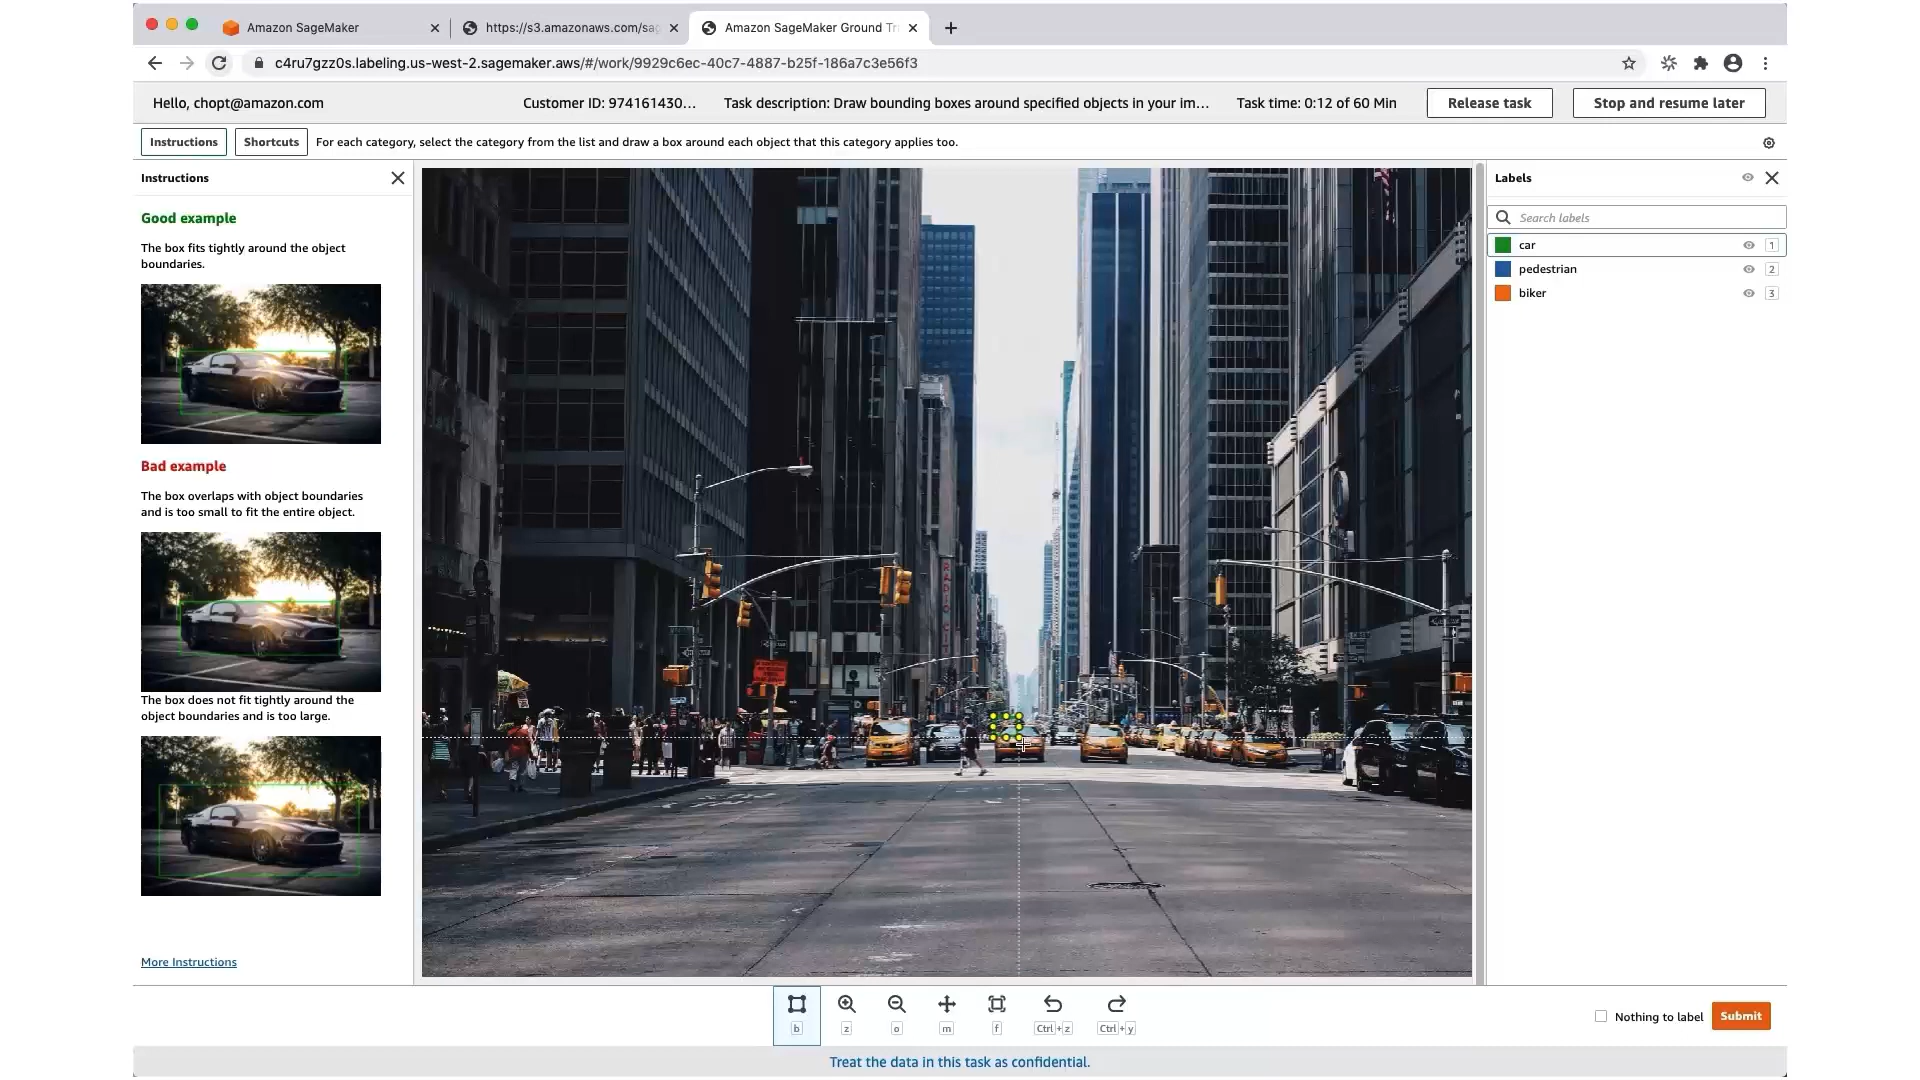 Amazon SageMaker
https://s3.amazonaws.com/sag
Amazon SageMaker Ground Tr
c4ru7gzz0s.labeling.us-west-2.sagemaker.aws/#/work/9929c6ec-40c7-4887-b25f-186a7c3e56f3
Hello, chopt@amazon.com
Customer ID: 974161430...
Task description: Draw bounding boxes around specified objects in your im...
Task time: 0:12 of 60 Min
Release task
Stop and resume later
Instructions
Shortcuts
For each category, select the category from the list and draw a box around each object that this category applies too.
Instructions
Good example
The box fits tightly around the object
boundaries.
Bad example
The box overlaps with object boundaries
and is too small to fit the entire object.
The box does not fit tightly around the
object boundaries and is too large.
More Instructions
RADIO CITY
Labels
Search labels
car 1
pedestrian 2
biker 3
b
z
o
m
f
Ctrl+z
Ctrl+y
Nothing to label
Submit
Treat the data in this task as confidential.